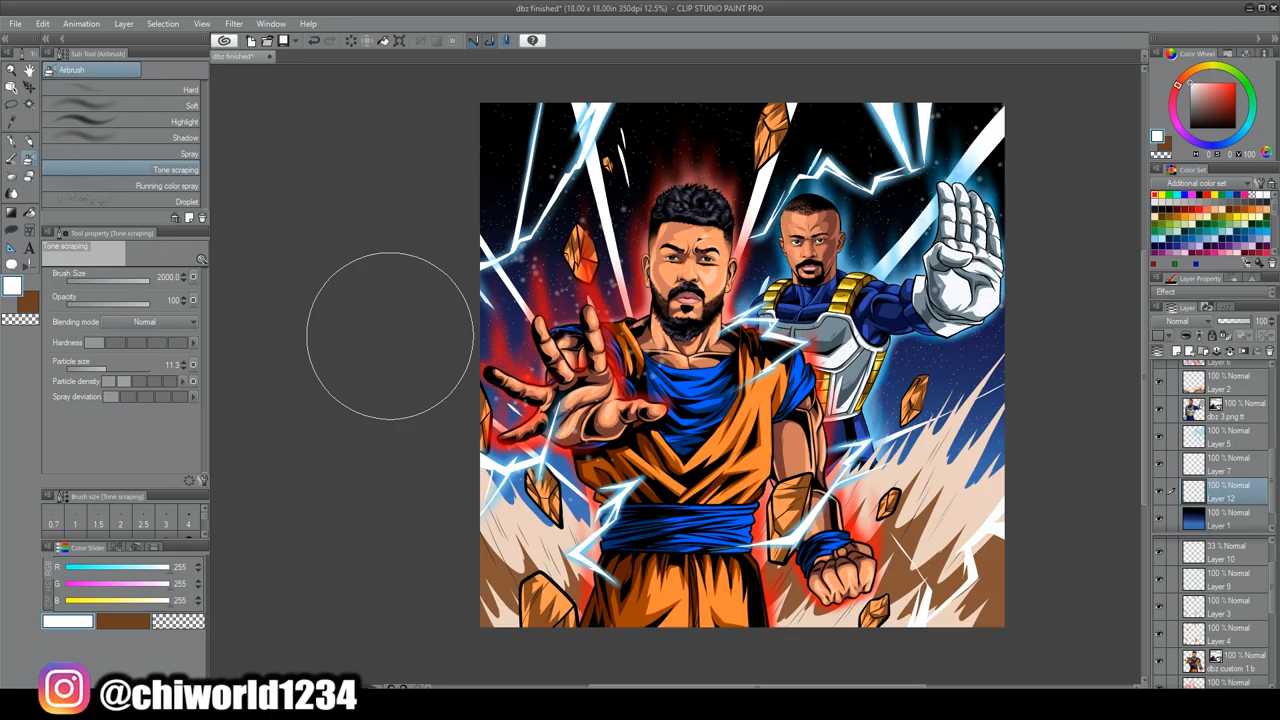 dbz finished* (18.00 x 18.00in 350dpi 12.5%) - CLIP STUDIO PAINT PRO
File Edit Animation Layer Selection View Filter Window Help
Sub Tool [Airbrush]
dbz finished*
Airbrush
Hard
Soft
Highlight
Shadow
Spray
Tone scraping
Running color spray
Droplet
Tool property [Tone scraping]
Tone scraping
Brush Size 2000.0
Opacity 100
Blending mode Normal
Hardness
Particle size 11.3
Particle density
Spray deviation
Brush size [Tone scraping]
0.7 1 1.5 2 2.5 3 4
Color Slider
R 255
G 255
B 255
Color Wheel
H 0 S 0 V 100
Color Set
Additional color set
Layer Property
Effect
Layer
Normal 100
Layer 2
100 % Normal
dbz 3.png tt
100 % Normal
Layer 5
100 % Normal
Layer 7
100 % Normal
Layer 12
100 % Normal
Layer 1
33 % Normal
Layer 10
100 % Normal
Layer 9
100 % Normal
Layer 3
100 % Normal
Layer 4
100 % Normal
dbz custom 1 b
100 % Normal
@chiworld1234